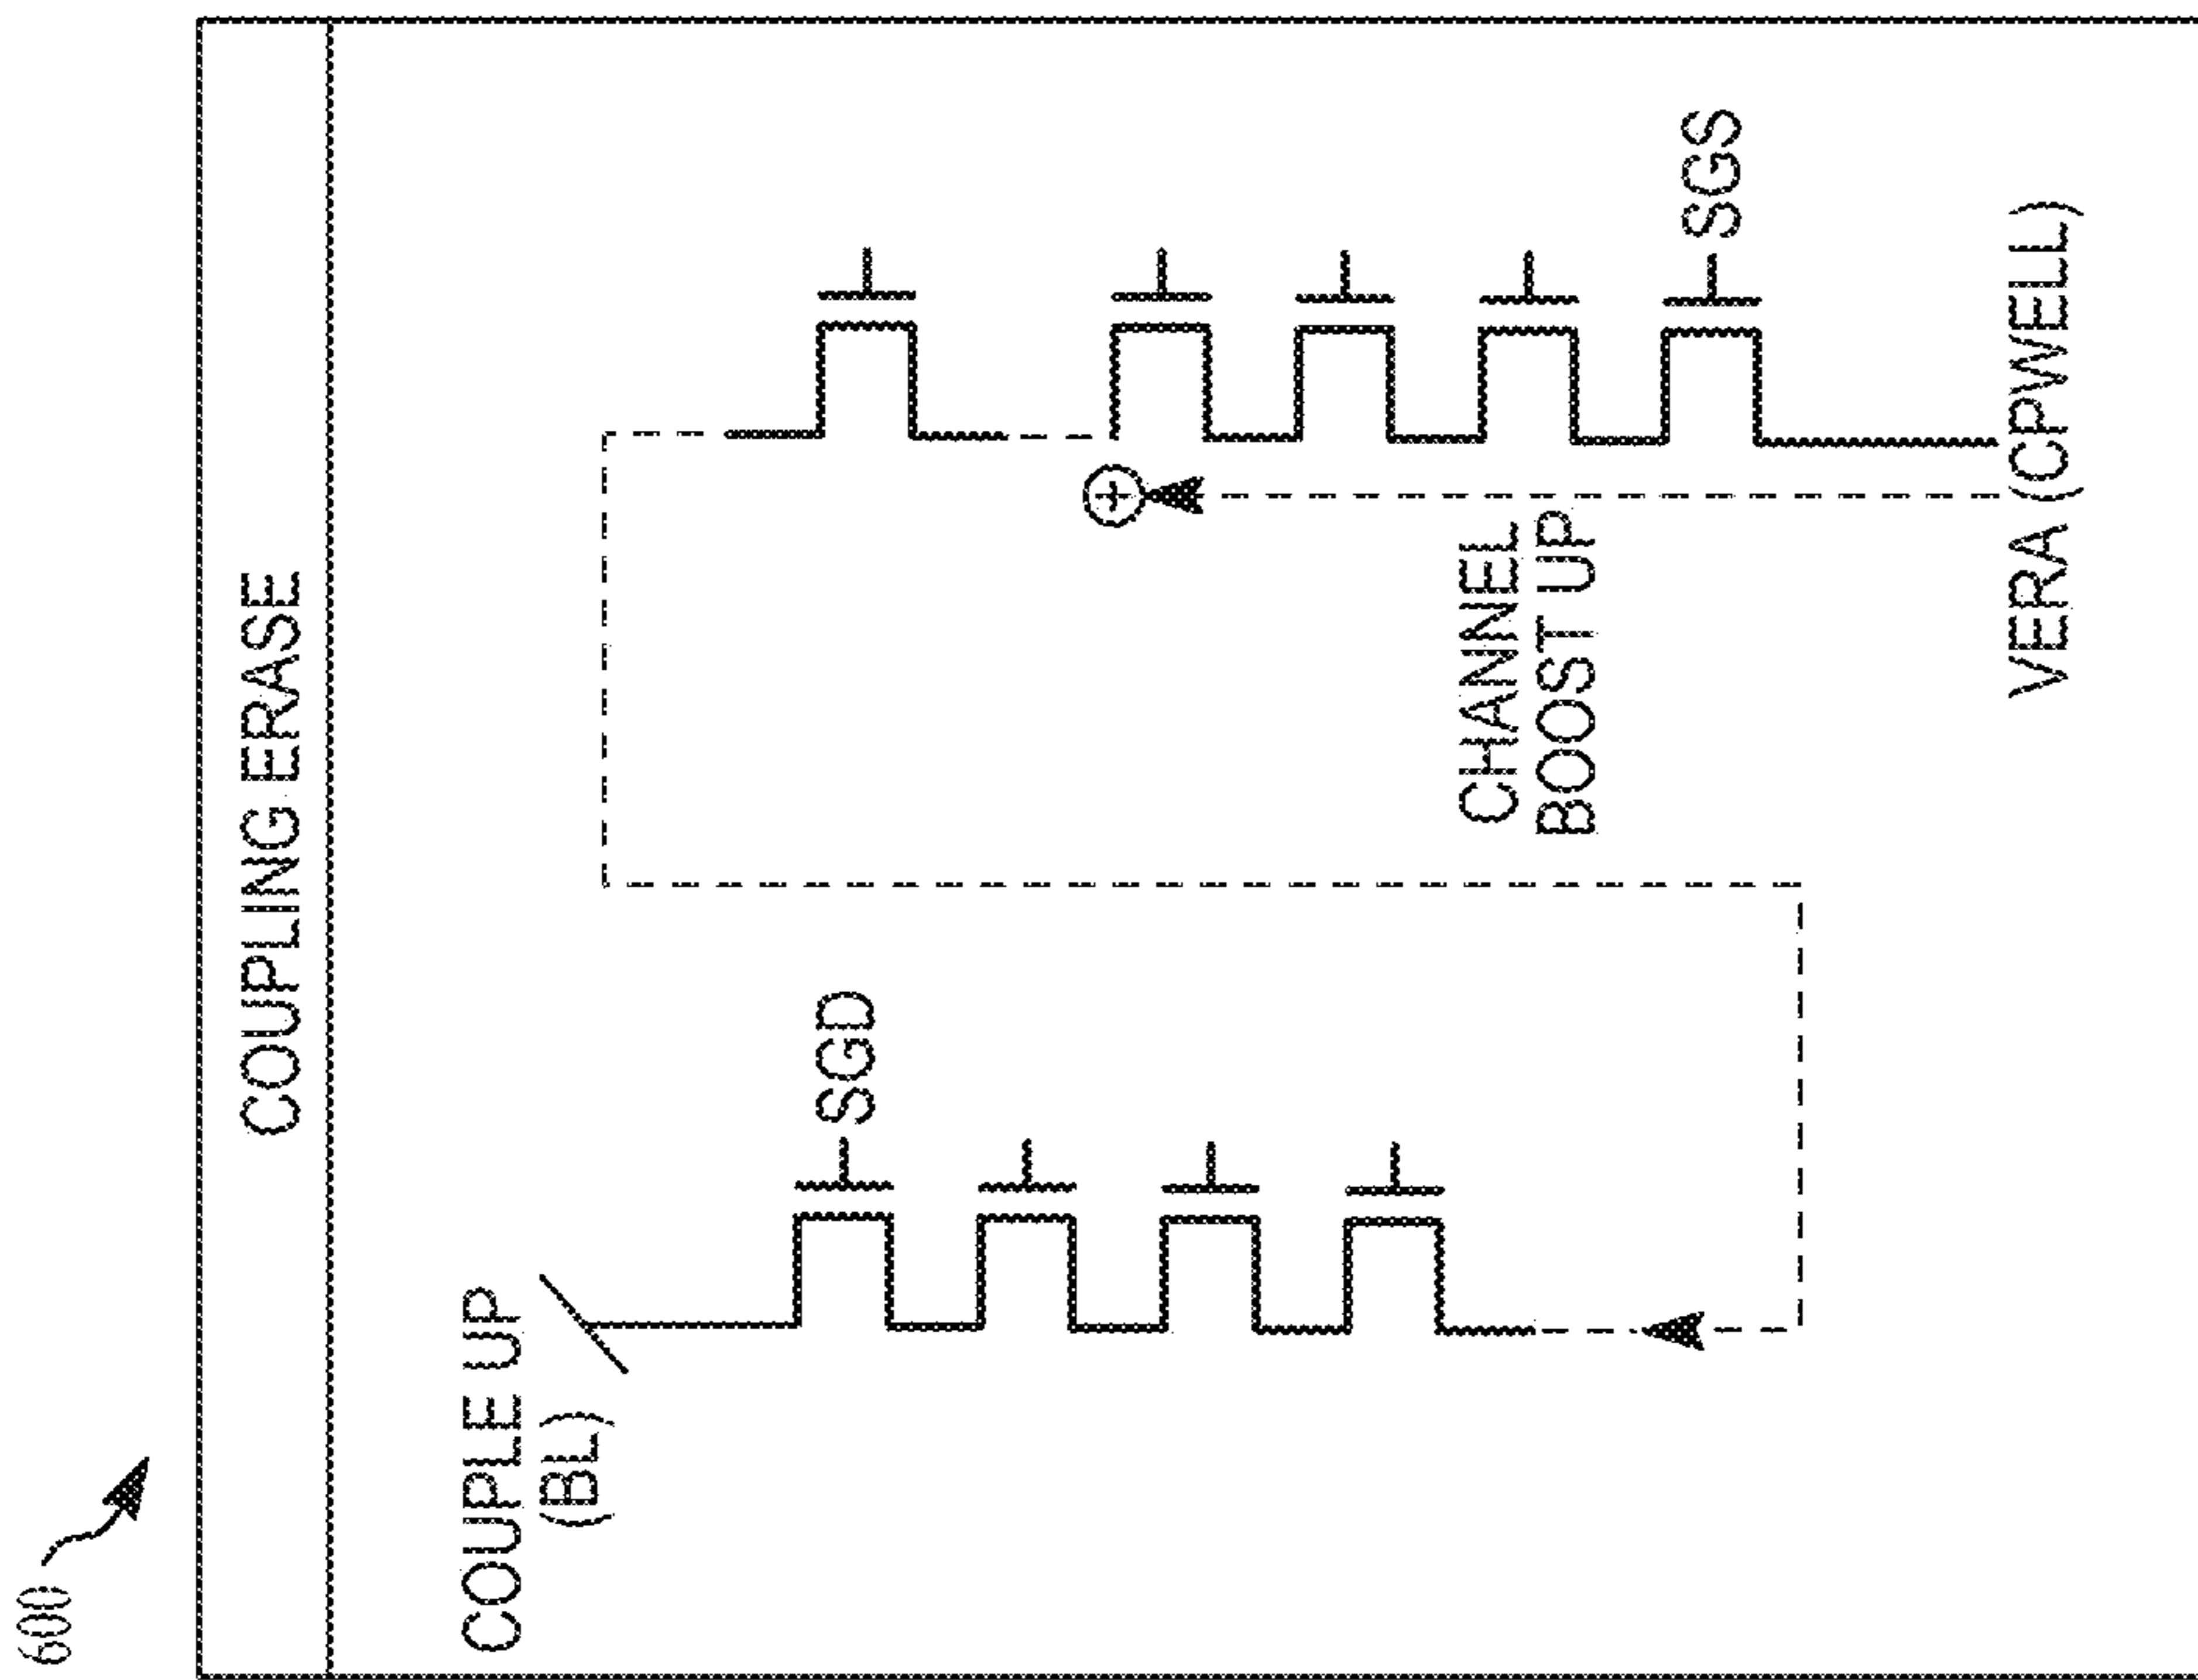 600
COUPLING ERASE
COUPLE UP
(BL)
SGD
CHANNEL
BOOST UP
SGS
VERA (CPWELL)